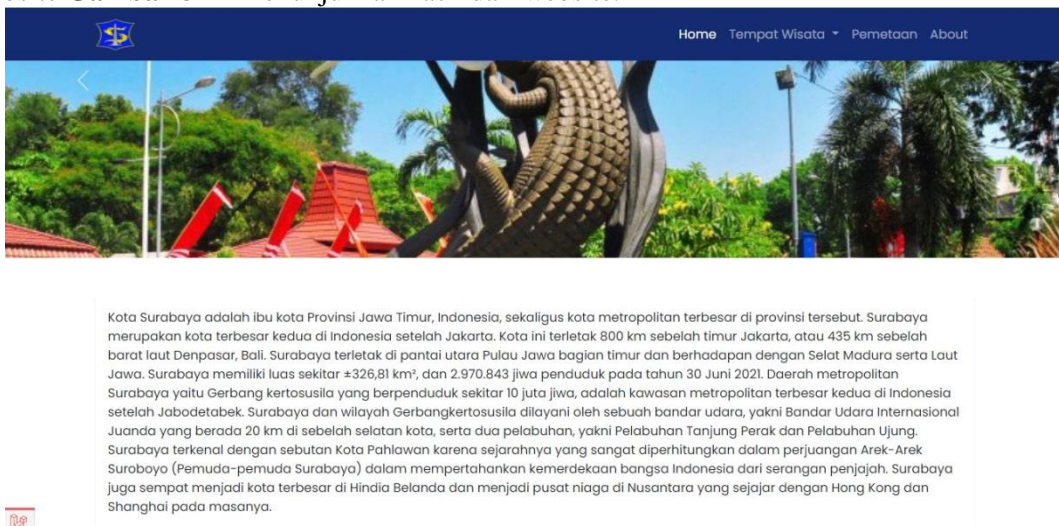 Home Tempat Wisata Pemetaan About
Kota Surabaya adalah ibu kota Provinsi Jawa Timur, Indonesia, sekaligus kota metropolitan terbesar di provinsi tersebut. Surabaya
merupakan kota terbesar kedua di Indonesia setelah Jakarta. Kota ini terletak 800 km sebelah timur Jakarta, atau 435 km sebelah
barat laut Denpasar, Bali. Surabaya terletak di pantai utara Pulau Jawa bagian timur dan berhadapan dengan Selat Madura serta Laut
Jawa. Surabaya memiliki luas sekitar ±326,81 km², dan 2.970.843 jiwa penduduk pada tahun 30 Juni 2021. Daerah metropolitan
Surabaya yaitu Gerbang kertosusila yang berpenduduk sekitar 10 juta jiwa, adalah kawasan metropolitan terbesar kedua di Indonesia
setelah Jabodetabek. Surabaya dan wilayah Gerbangkertosusila dilayani oleh sebuah bandar udara, yakni Bandar Udara Internasional
Juanda yang berada 20 km di sebelah selatan kota, serta dua pelabuhan, yakni Pelabuhan Tanjung Perak dan Pelabuhan Ujung.
Surabaya terkenal dengan sebutan Kota Pahlawan karena sejarahnya yang sangat diperhitungkan dalam perjuangan Arek-Arek
Suroboyo (Pemuda-pemuda Surabaya) dalam mempertahankan kemerdekaan bangsa Indonesia dari serangan penjajah. Surabaya
juga sempat menjadi kota terbesar di Hindia Belanda dan menjadi pusat niaga di Nusantara yang sejajar dengan Hong Kong dan
Shanghai pada masanya.